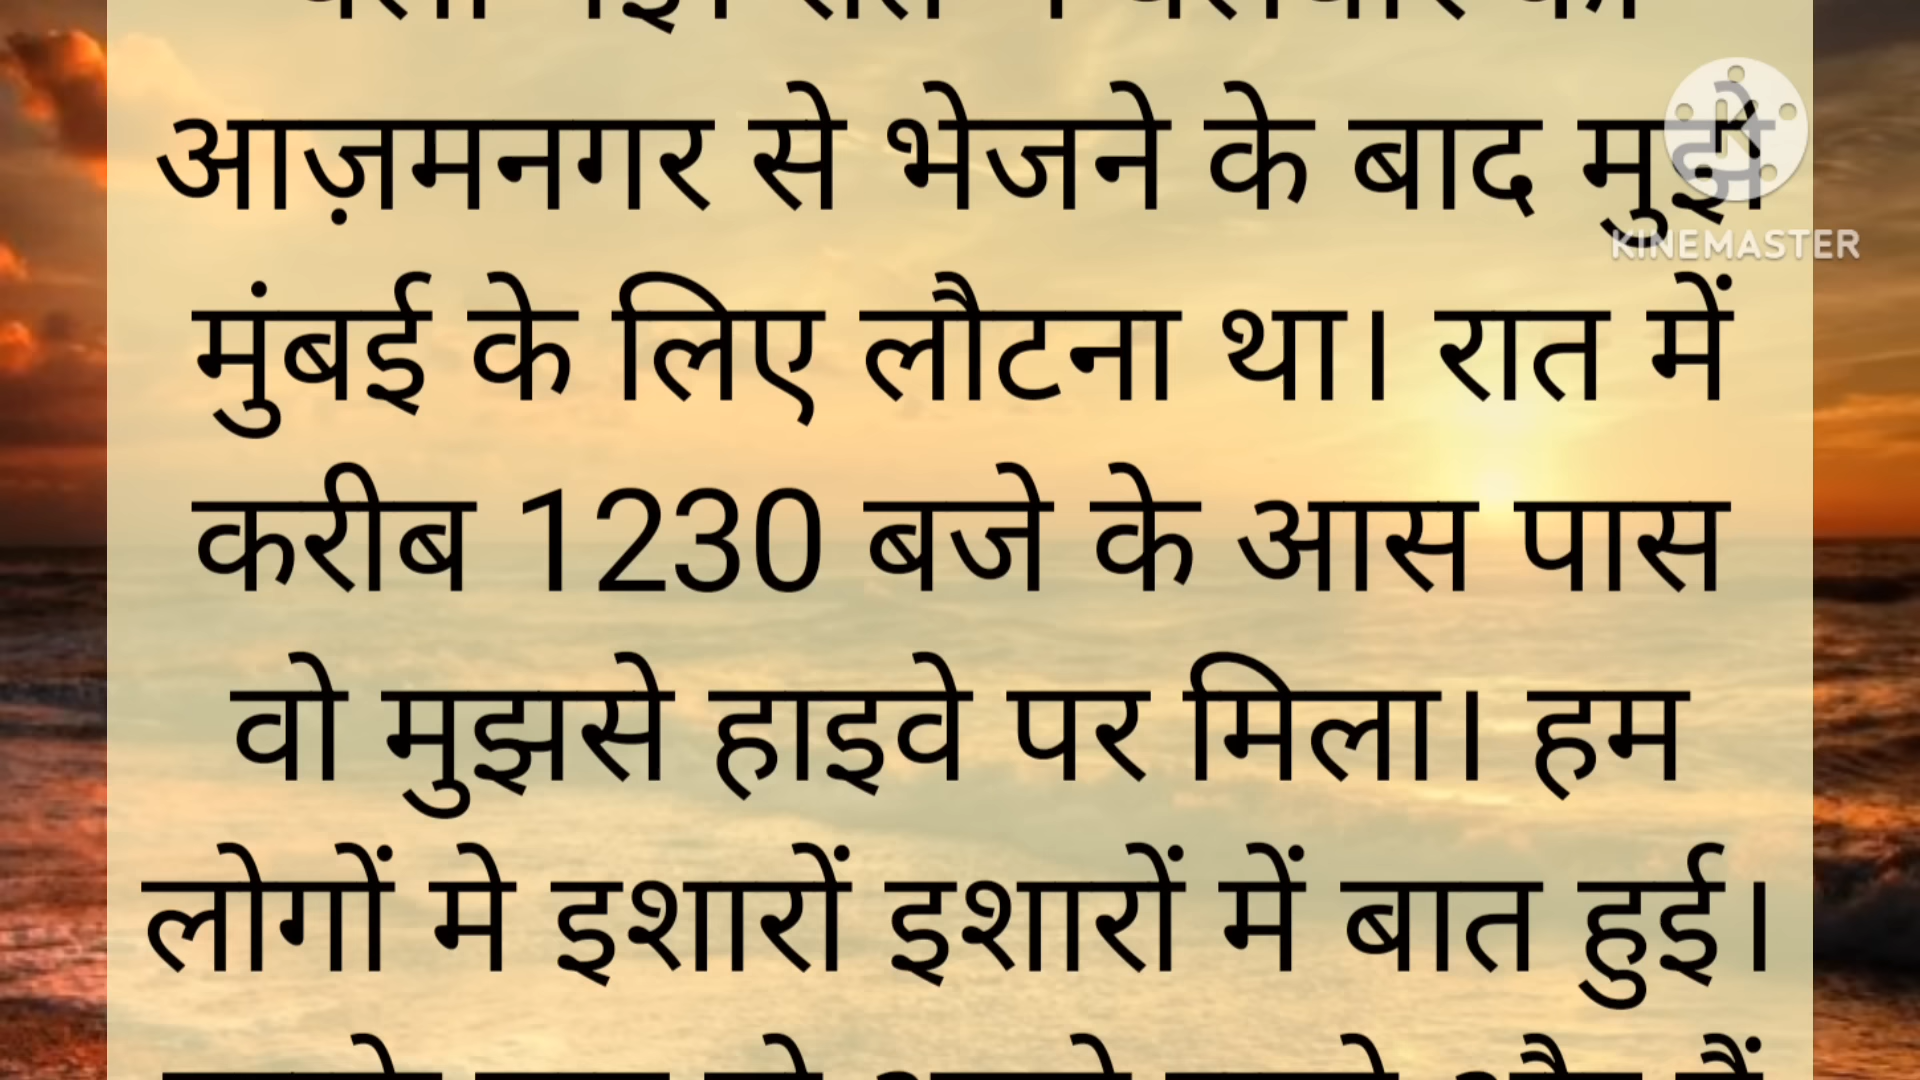 आज़मनगर से भेजने के बाद मुझे
KINEMASTER
मुंबई के लिए लौटना था। रात में
करीब 1230 बजे के आस पास
वो मुझसे हाइवे पर मिला। हम
लोगों मे इशारों इशारों में बात हुई।